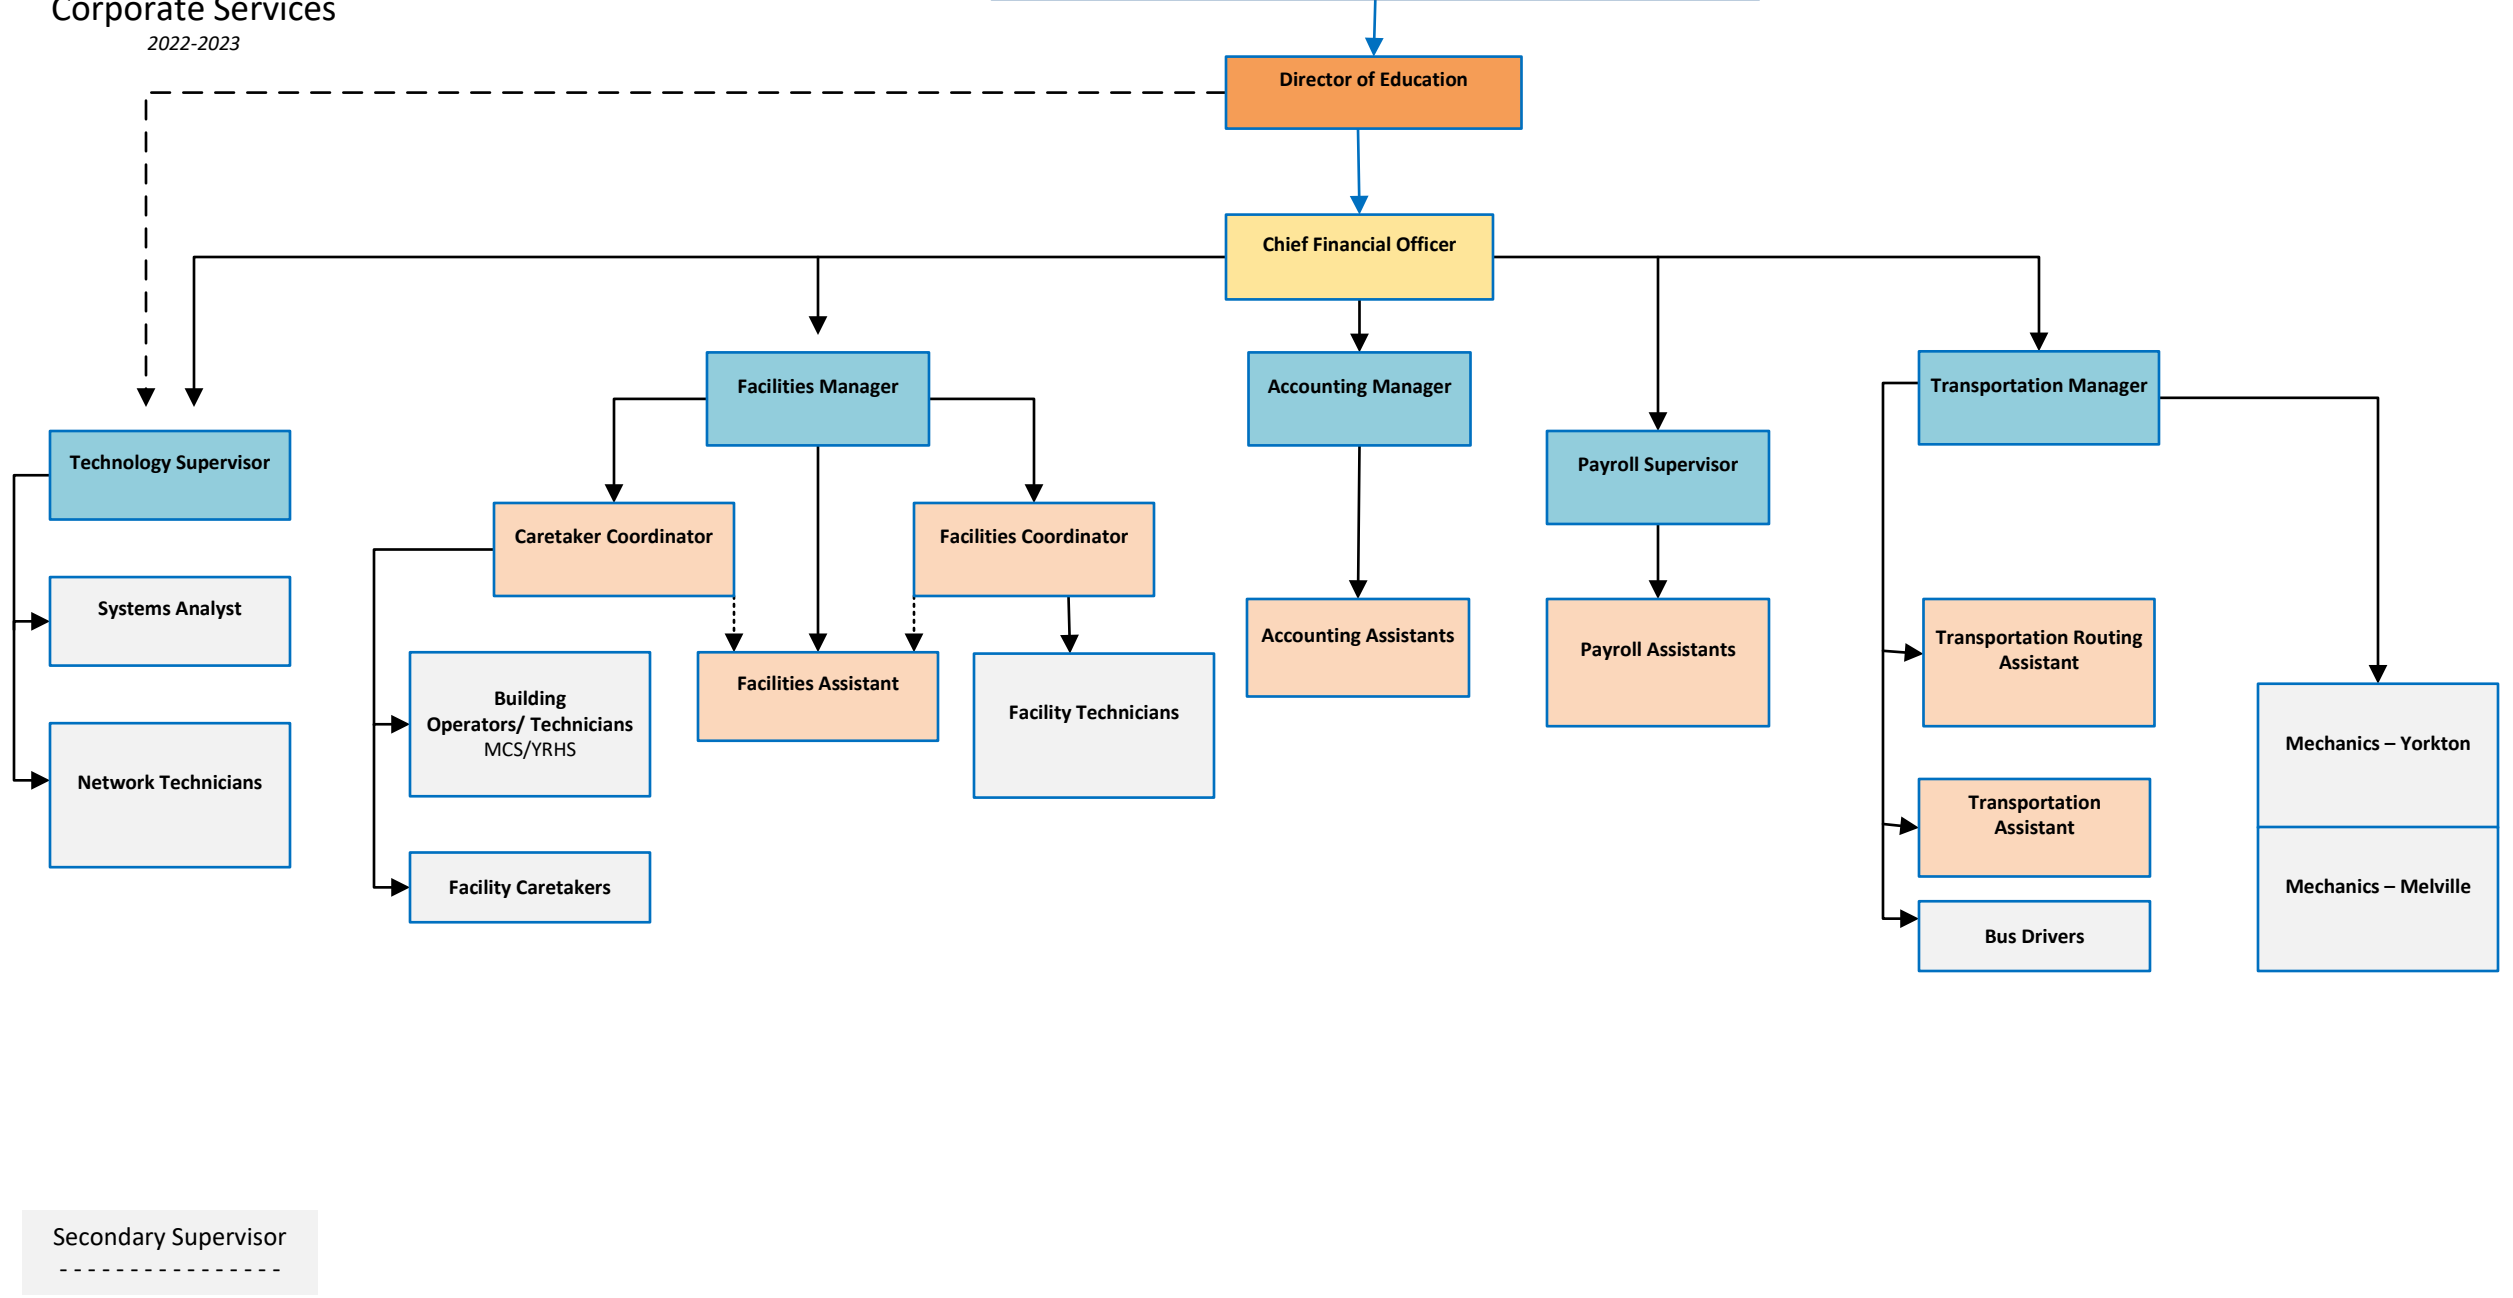 Corporate Services
2022-2023
Director of Education
Chief Financial Officer
Facilities Manager
Accounting Manager
Transportation Manager
Technology Supervisor
Payroll Supervisor
Caretaker Coordinator
Facilities Coordinator
Systems Analyst
Accounting Assistants
Payroll Assistants
Transportation Routing
Assistant
Building
Operators/ Technicians
MCS/YRHS
Facilities Assistant
Facility Technicians
Mechanics – Yorkton
Network Technicians
Transportation
Assistant
Facility Caretakers
Mechanics – Melville
Bus Drivers
Secondary Supervisor